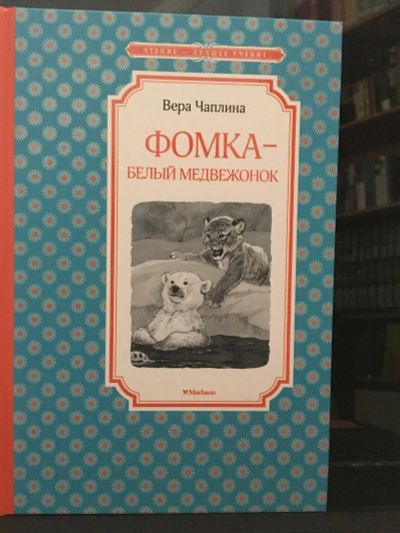 ЧТЕНИЕ – ЛУЧШЕЕ УЧЕНИЕ
Вера Чаплина
ФОМКА–
БЕЛЫЙ МЕДВЕЖОНОК
Machaon